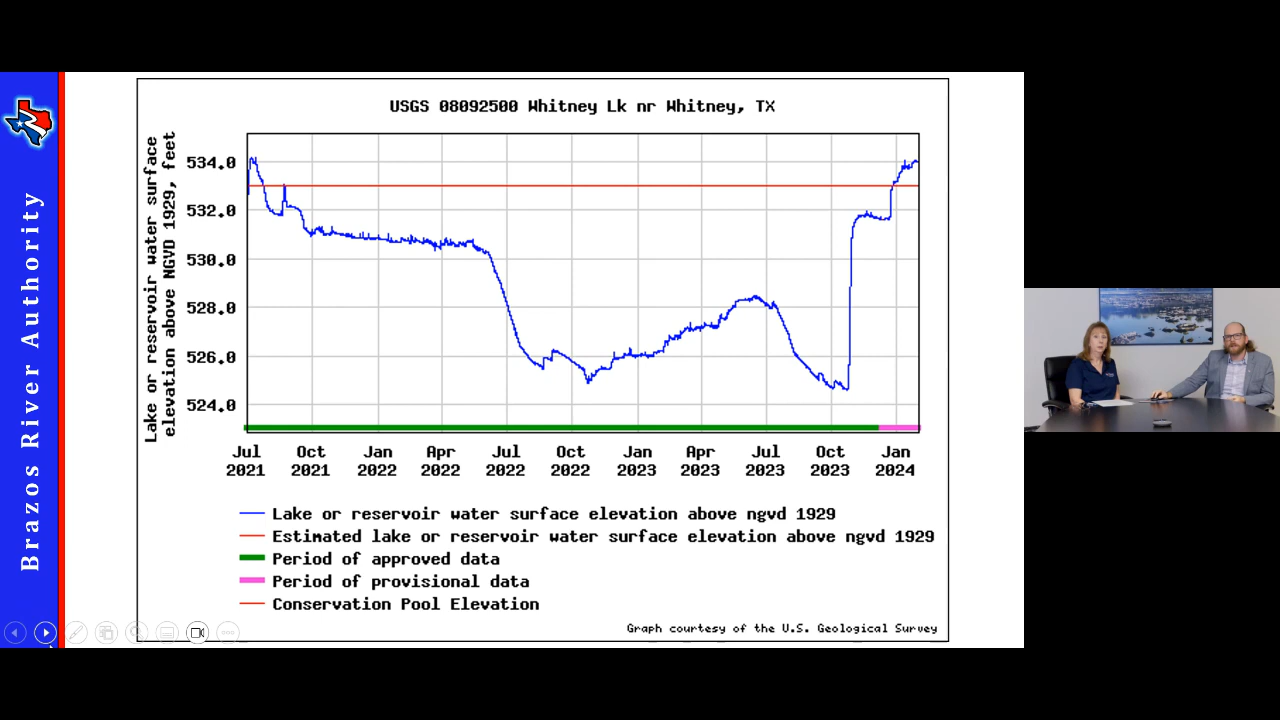 Brazos River Authority
USGS 08092500 Whitney Lk nr Whitney, TX
Lake or reservoir water surface
elevation above NGVD 1929, feet
534.0
532.0
530.0
528.0
526.0
524.0
Jul Oct Jan Apr Jul Oct Jan Apr Jul Oct Jan
2021 2021 2022 2022 2022 2022 2023 2023 2023 2023 2024
Lake or reservoir water surface elevation above ngvd 1929
Estimated lake or reservoir water surface elevation above ngvd 1929
Period of approved data
Period of provisional data
Conservation Pool Elevation
Graph courtesy of the U.S. Geological Survey